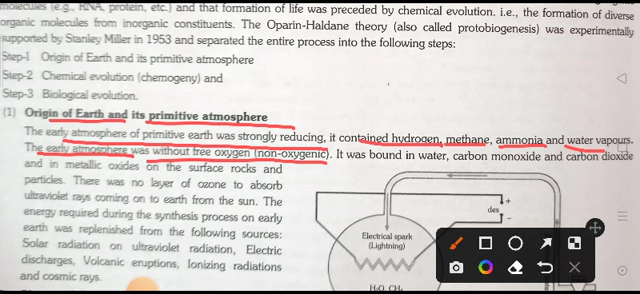 molecules (e.g., RNA, protein, etc.) and that formation of life was preceded by chemical evolution. i.e., the formation of diverse
organic molecules from inorganic constituents. The Oparin-Haldane theory (also called protobiogenesis) was experimentally
supported by Stanley Miller in 1953 and separated the entire process into the following steps:
Step-I Origin of Earth and its primitive atmosphere
Step-2 Chemical evolution (chemogeny) and
Step-3 Biological evolution.
(1) Origin of Earth and its primitive atmosphere
The early atmosphere of primitive earth was strongly reducing, it contained hydrogen, methane, ammonia and water vapours.
The early atmosphere was without free oxygen (non-oxygenic). It was bound in water, carbon monoxide and carbon dioxide
and in metallic oxides on the surface rocks and
particles. There was no layer of ozone to absorb
ultraviolet rays coming on to earth from the sun. The
energy required during the synthesis process on early
earth was replenished from the following sources:
Solar radiation on ultraviolet radiation, Electric
discharges, Volcanic eruptions, Ionizing radiations
and cosmic rays.
+
des
-
Electrical spark
(Lightning)
H₂O, CH₄